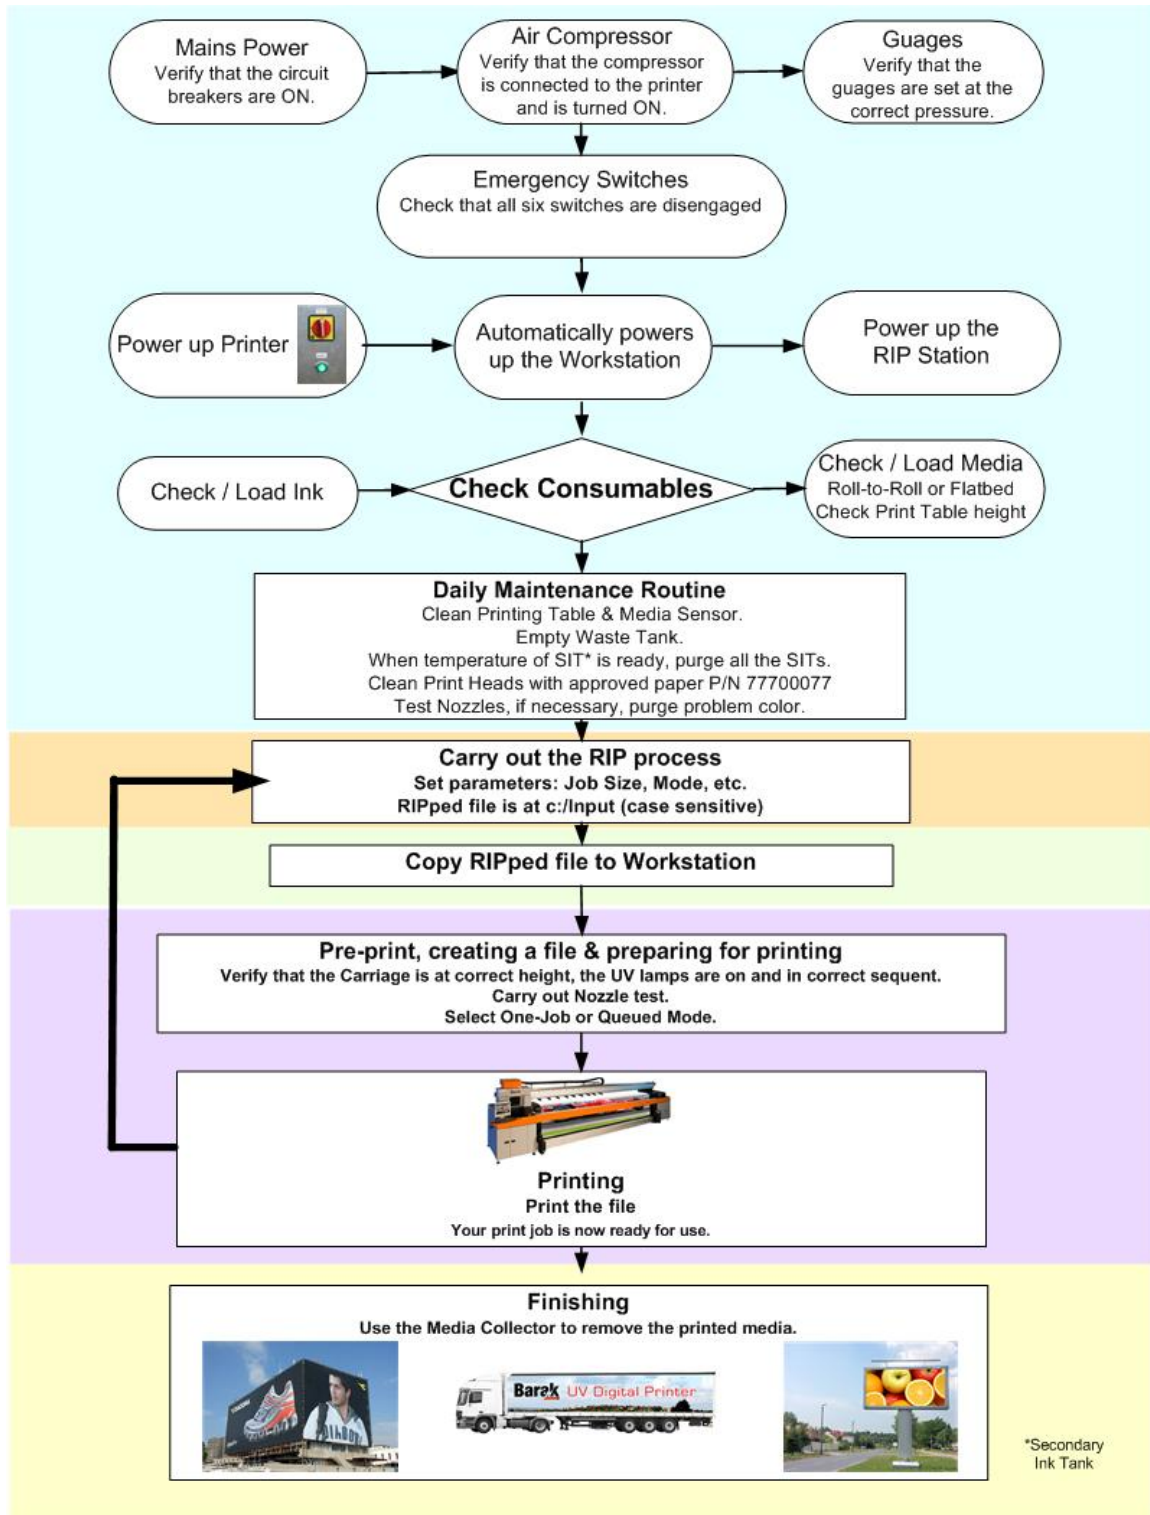 Mains Power
Verify that the circuit
breakers are ON.
Air Compressor
Verify that the compressor
is connected to the printer
and is turned ON.
Guages
Verify that the
guages are set at the
correct pressure.
Emergency Switches
Check that all six switches are disengaged
Power up Printer
Automatically powers
up the Workstation
Power up the
RIP Station
Check / Load Ink
Check Consumables
Check / Load Media
Roll-to-Roll or Flatbed
Check Print Table height
Daily Maintenance Routine
Clean Printing Table & Media Sensor.
Empty Waste Tank.
When temperature of SIT* is ready, purge all the SITs.
Clean Print Heads with approved paper P/N 77700077
Test Nozzles, if necessary, purge problem color.
Carry out the RIP process
Set parameters: Job Size, Mode, etc.
RIPped file is at c:/Input (case sensitive)
Copy RIPped file to Workstation
Pre-print, creating a file & preparing for printing
Verify that the Carriage is at correct height, the UV lamps are on and in correct sequent.
Carry out Nozzle test.
Select One-Job or Queued Mode.
Printing
Print the file
Your print job is now ready for use.
Finishing
Use the Media Collector to remove the printed media.
Barak UV Digital Printer
*Secondary
Ink Tank